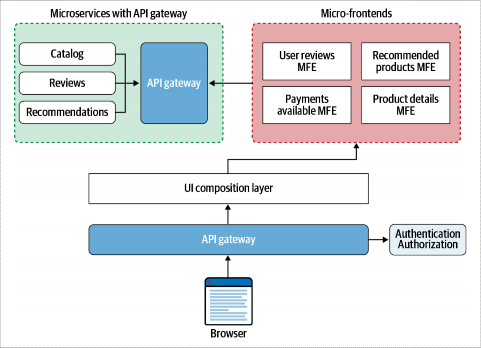 Microservices with API gateway
Micro-frontends
Catalog
Reviews
Recommendations
API gateway
User reviews
MFE
Recommended
products MFE
Payments
available MFE
Product details
MFE
UI composition layer
API gateway
Authentication
Authorization
Browser